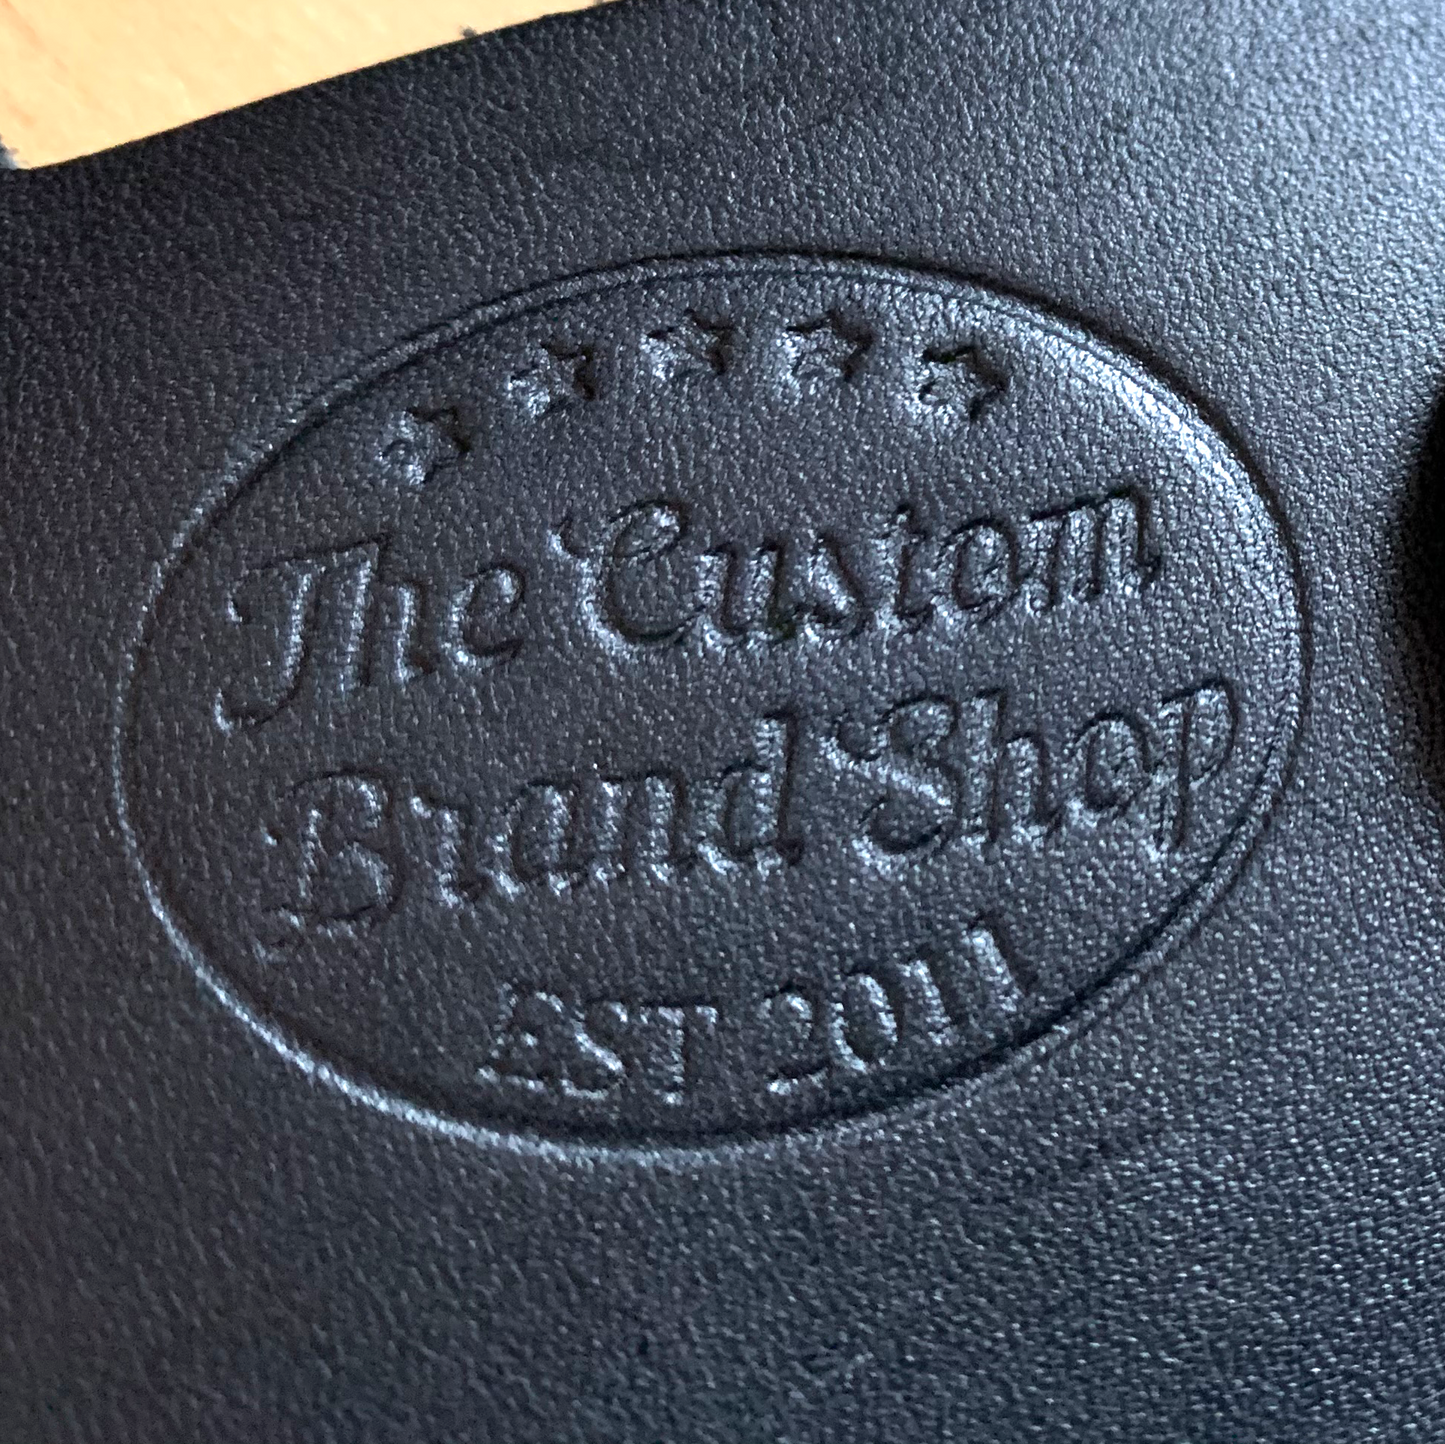 The Custom
Brand Shop
EST 2011